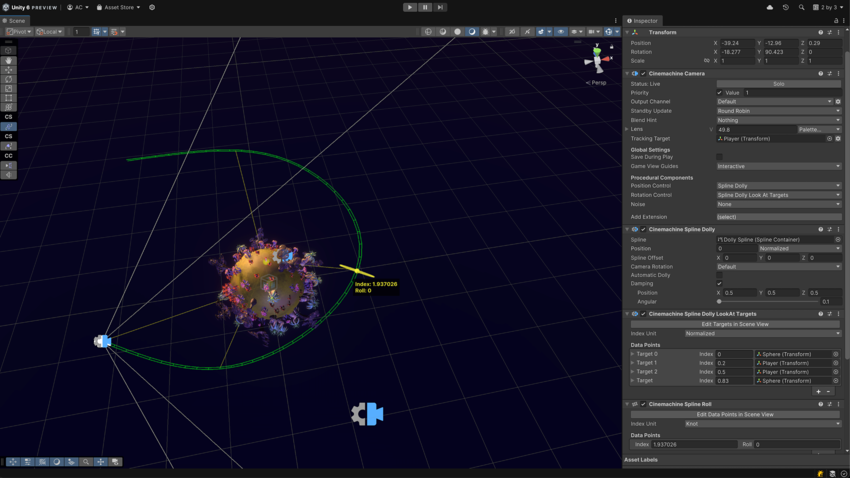 Unity 6 PREVIEW
AC
Asset Store
2 by 3
Scene
Pivot
Local
1
Persp
Index: 1.937026
Roll: 0
CS
CS
CC
Inspector
Transform
Position X -39.24 Y -12.96 Z 0.29
Rotation X -18.277 Y 90.423 Z 0
Scale X 1 Y 1 Z 1
Cinemachine Camera
Status: Live Solo
Priority Value 1
Output Channel Default
Standby Update Round Robin
Blend Hint Nothing
Lens V 49.8 Palette...
Tracking Target Player (Transform)
Global Settings
Save During Play
Game View Guides Interactive
Procedural Components
Position Control Spline Dolly
Rotation Control Spline Dolly Look At Targets
Noise None
Add Extension (select)
Cinemachine Spline Dolly
Spline Dolly Spline (Spline Container)
Position 0 Normalized
Spline Offset X 0 Y 0 Z 0
Camera Rotation Default
Automatic Dolly
Damping
Position X 0.5 Y 0.5 Z 0.5
Angular 0.1
Cinemachine Spline Dolly LookAt Targets
Edit Targets in Scene View
Index Unit Normalized
Data Points
Target 0 Index 0 Sphere (Transform)
Target 1 Index 0.2 Player (Transform)
Target 2 Index 0.5 Player (Transform)
Target Index 0.83 Sphere (Transform)
Cinemachine Spline Roll
Edit Data Points in Scene View
Index Unit Knot
Data Points
Index 1.937026 Roll 0
Asset Labels